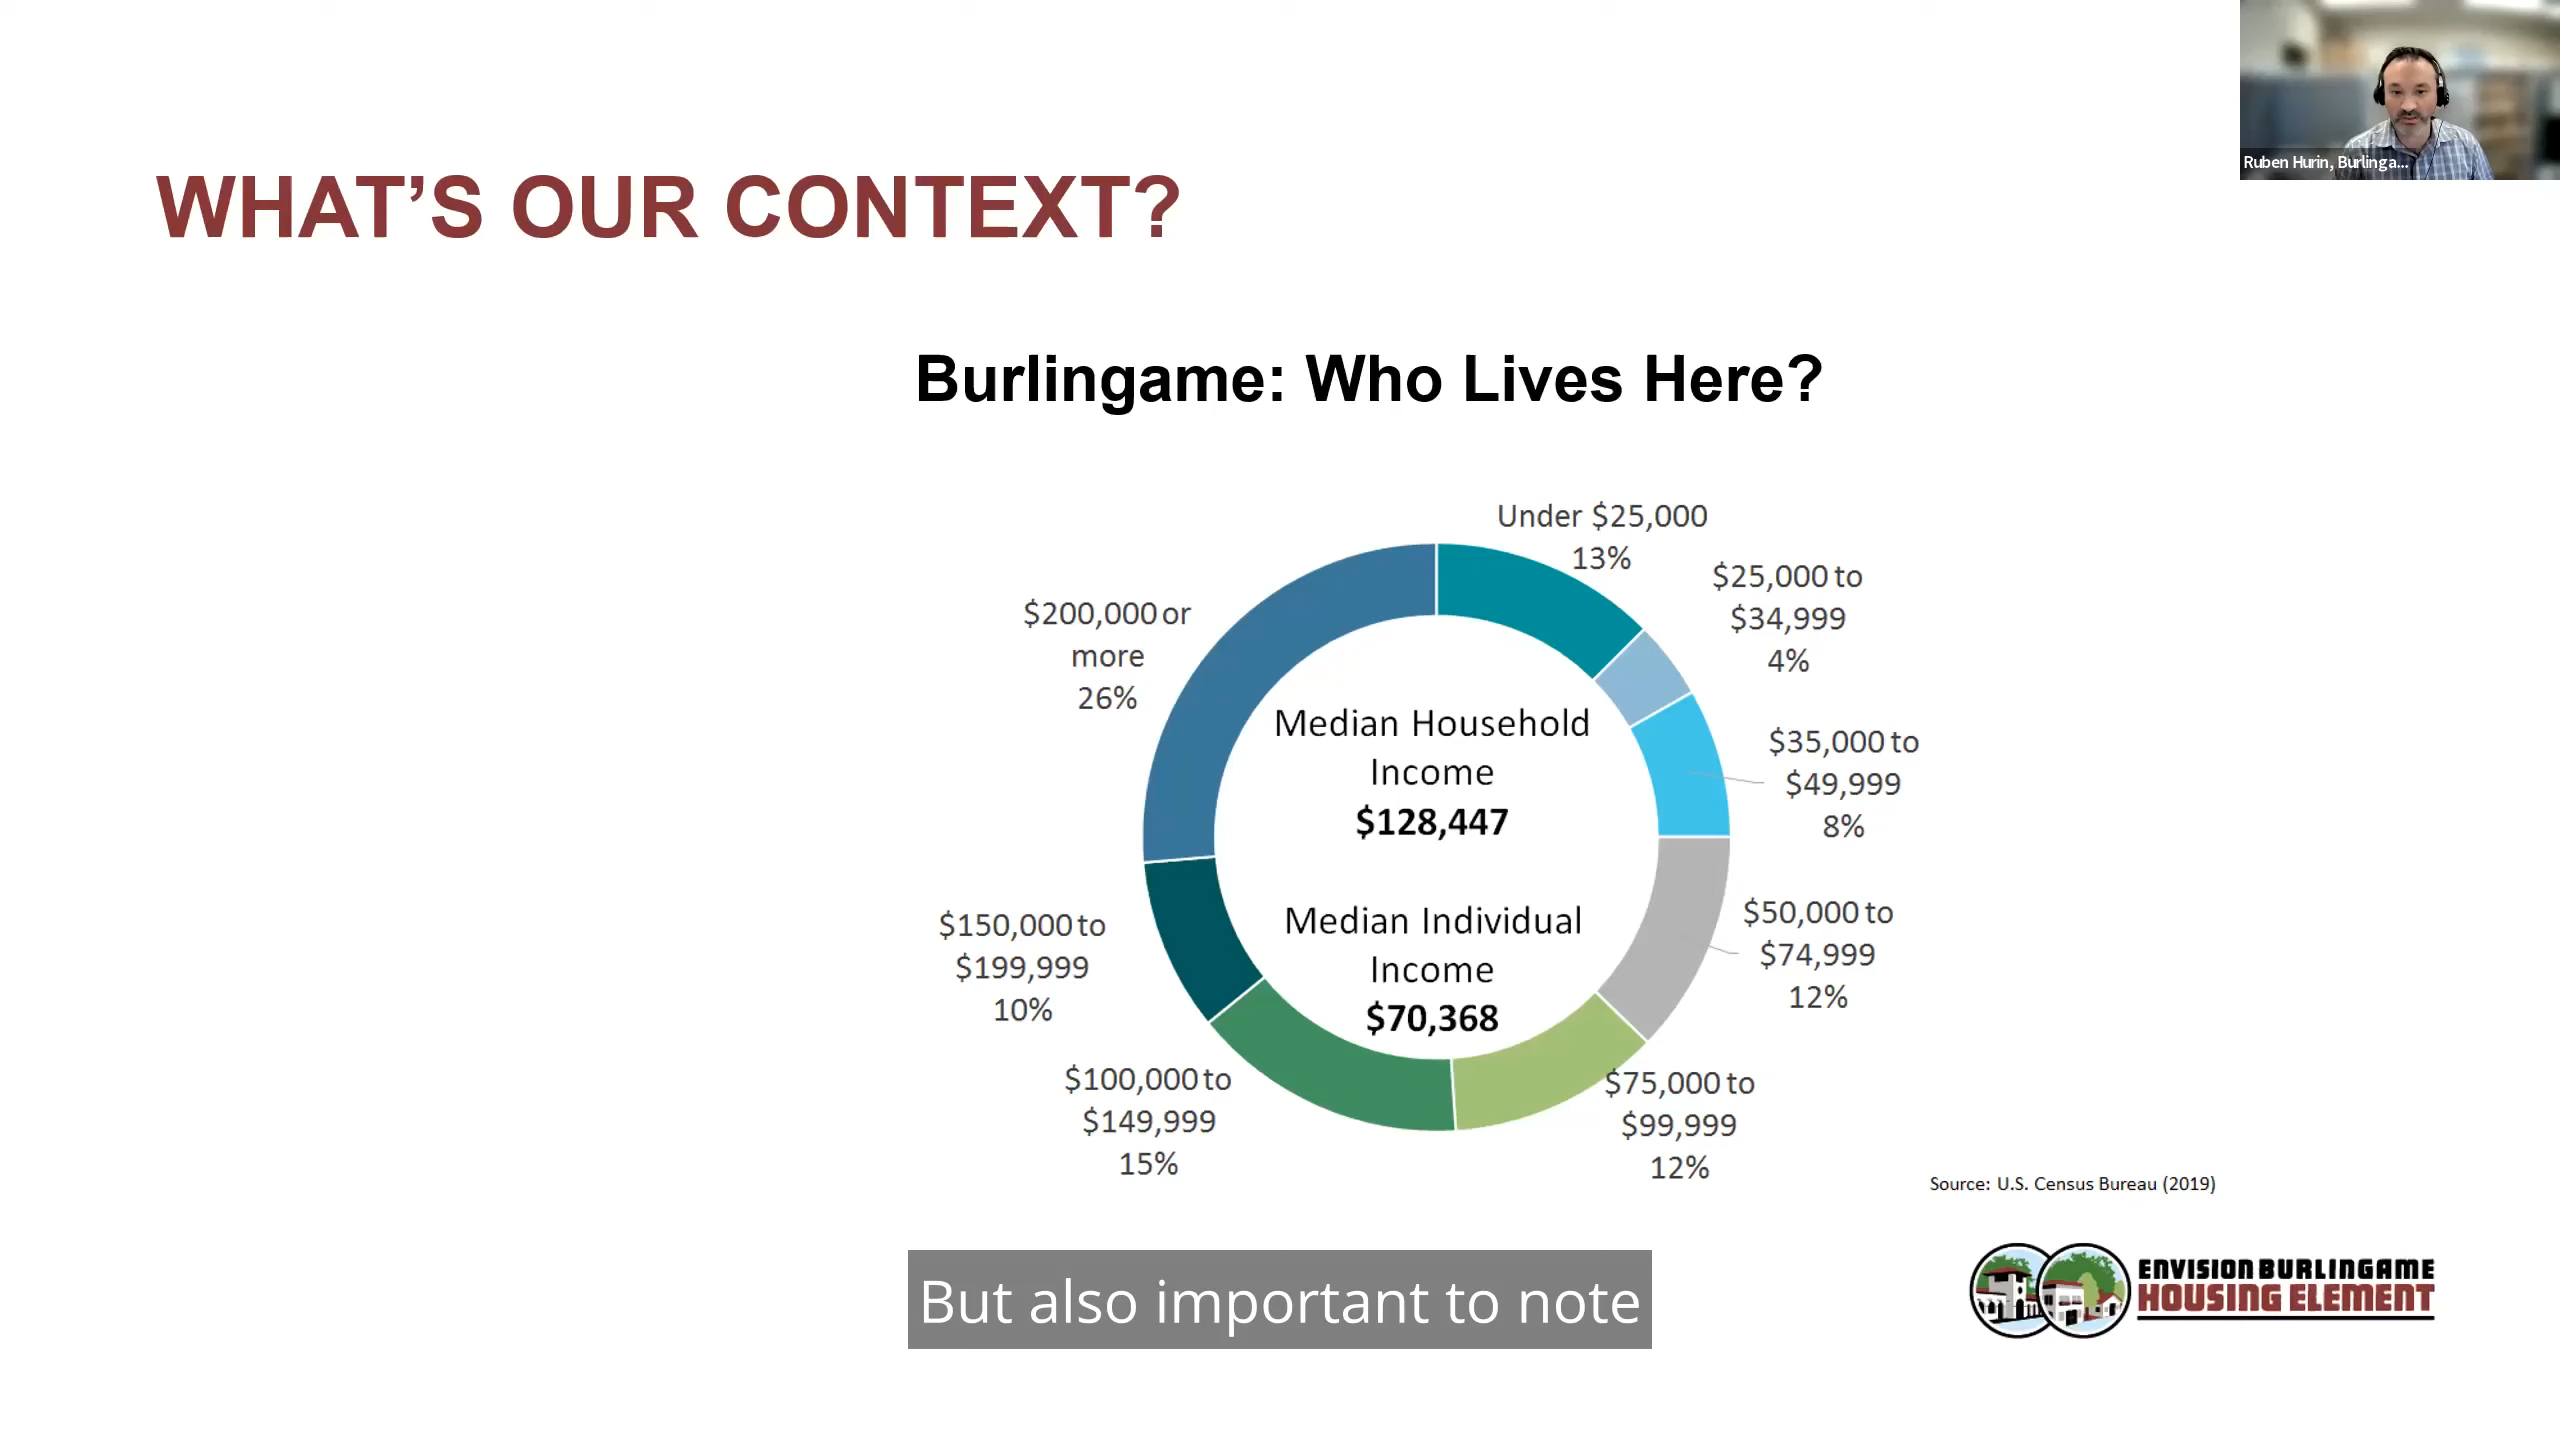 Ruben Hurin, Burlinga...
WHAT'S OUR CONTEXT?
Burlingame: Who Lives Here?
Under $25,000
13%
$25,000 to
$34,999
4%
$35,000 to
$49,999
8%
$50,000 to
$74,999
12%
$75,000 to
$99,999
12%
$100,000 to
$149,999
15%
$150,000 to
$199,999
10%
$200,000 or
more
26%
Median Household
Income
$128,447
Median Individual
Income
$70,368
Source: U.S. Census Bureau (2019)
ENVISION BURLINGAME
HOUSING ELEMENT
But also important to note